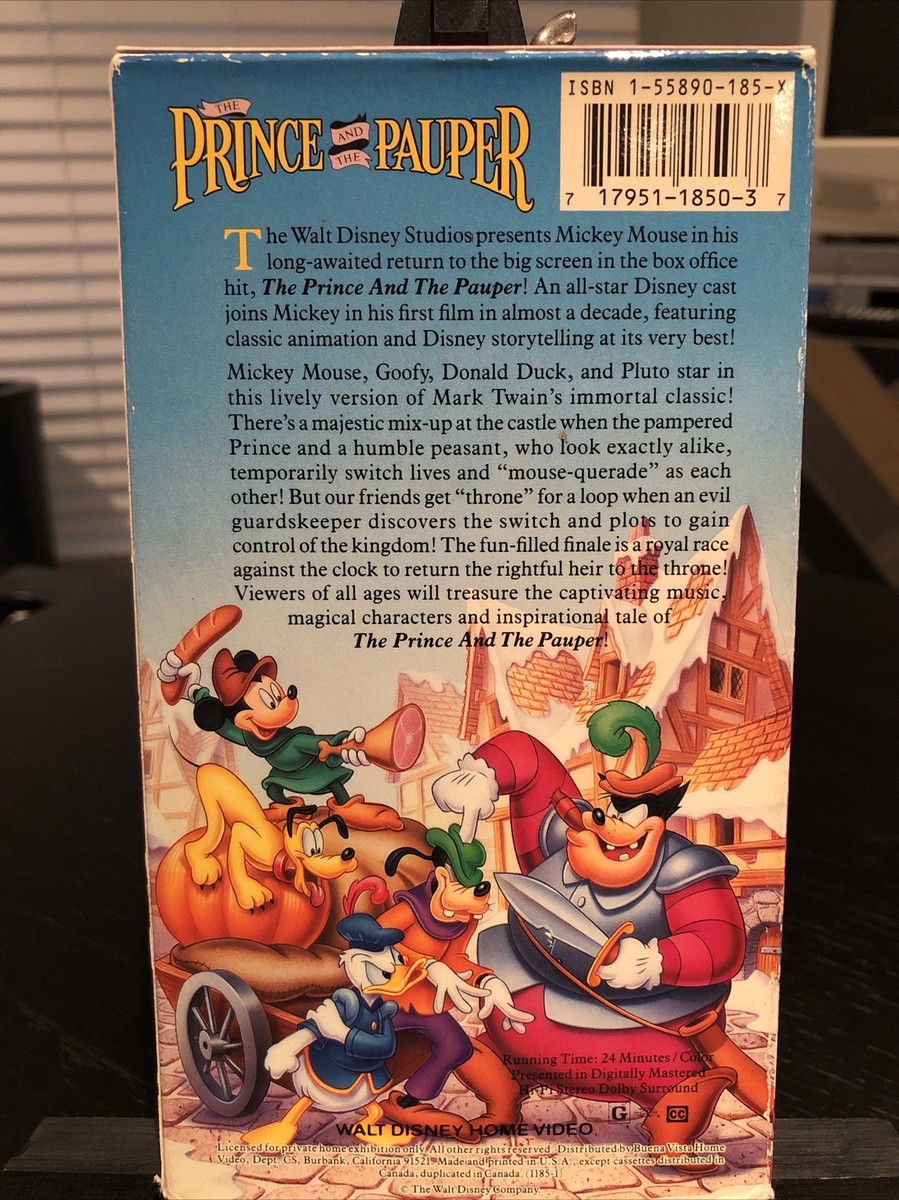 THE
PRINCE AND THE PAUPER
ISBN 1-55890-185-X
7 17951-1850-3 7
The Walt Disney Studios presents Mickey Mouse in his
long-awaited return to the big screen in the box office
hit, The Prince And The Pauper! An all-star Disney cast
joins Mickey in his first film in almost a decade, featuring
classic animation and Disney storytelling at its very best!
Mickey Mouse, Goofy, Donald Duck, and Pluto star in
this lively version of Mark Twain's immortal classic!
There's a majestic mix-up at the castle when the pampered
Prince and a humble peasant, who look exactly alike,
temporarily switch lives and "mouse-querade" as each
other! But our friends get "throne" for a loop when an evil
guardskeeper discovers the switch and plots to gain
control of the kingdom! The fun-filled finale is a royal race
against the clock to return the rightful heir to the throne!
Viewers of all ages will treasure the captivating music,
magical characters and inspirational tale of
The Prince And The Pauper!
Running Time: 24 Minutes / Color
Presented in Digitally Mastered
Hi-Fi Stereo Dolby Surround
G CC
WALT DISNEY HOME VIDEO
Licensed for private home exhibition only. All other rights reserved. Distributed by Buena Vista Home
Video, Dept. CS, Burbank, California 91521. Made and printed in U.S.A., except cassettes distributed in
Canada, duplicated in Canada. (1185-1)
© The Walt Disney Company.